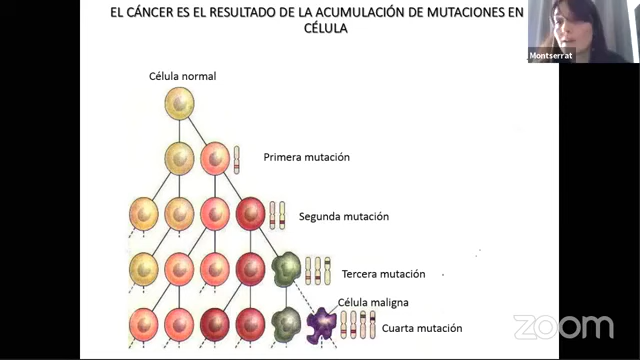 EL CÁNCER ES EL RESULTADO DE LA ACUMULACIÓN DE MUTACIONES EN
CÉLULA
Montserrat
Célula normal
Primera mutación
Segunda mutación
Tercera mutación
Célula maligna
Cuarta mutación
zoom